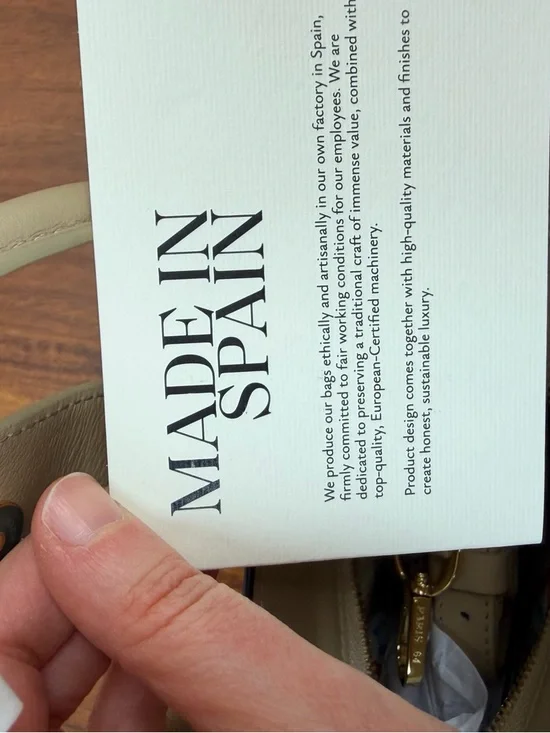 MADE IN
SPAIN
We produce our bags ethically and artisanally in our own factory in Spain,
firmly committed to fair working conditions for our employees. We are
dedicated to preserving a traditional craft of immense value, combined with
top-quality, European-Certified machinery.
Product design comes together with high-quality materials and finishes to
create honest, sustainable luxury.
PARIS 64